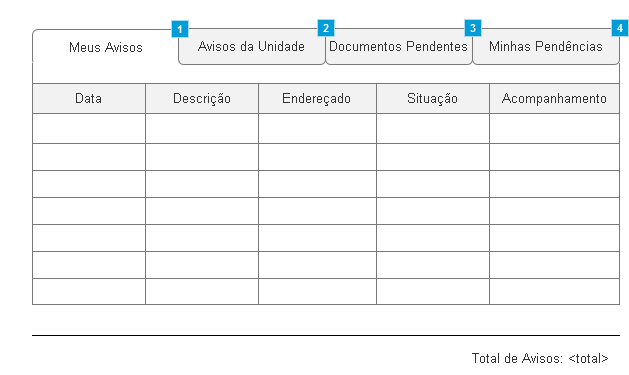 1 2 3 4
Meus Avisos Avisos da Unidade Documentos Pendentes Minhas Pendências
Data Descrição Endereçado Situação Acompanhamento
Total de Avisos: <total>